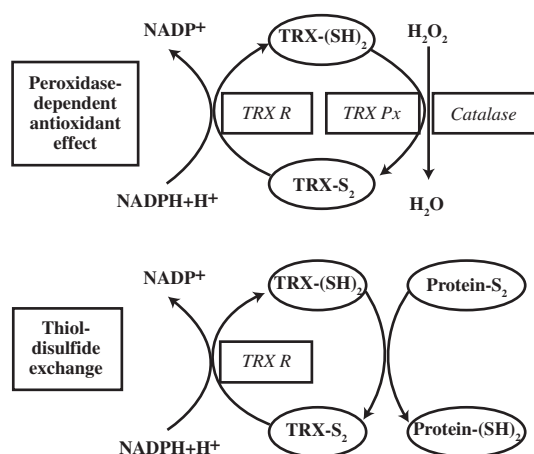 NADP⁺
TRX-(SH)₂
H₂O₂
Peroxidase-
dependent
antioxidant
effect
TRX R
TRX Px
Catalase
TRX-S₂
NADPH+H⁺
H₂O
NADP⁺
TRX-(SH)₂
Protein-S₂
Thiol-
disulfide
exchange
TRX R
TRX-S₂
Protein-(SH)₂
NADPH+H⁺